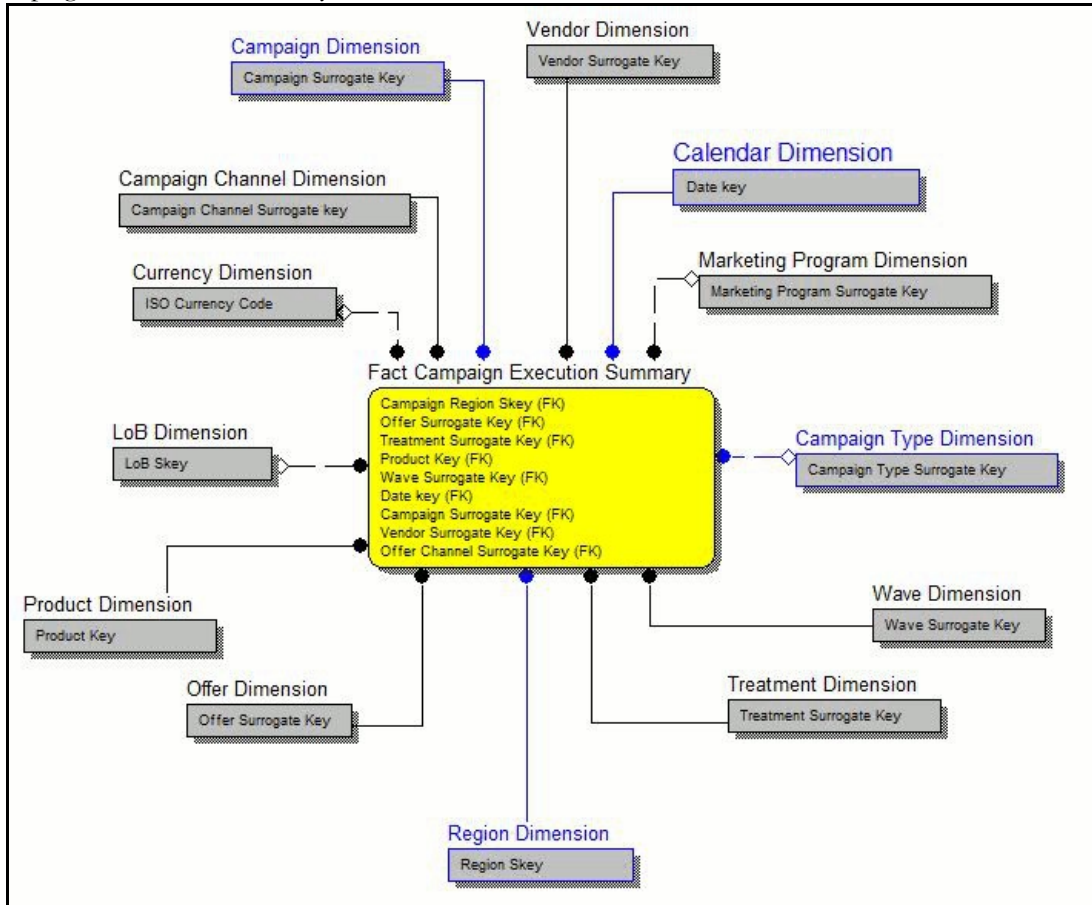 Vendor Dimension
Vendor Surrogate Key
Campaign Dimension
Campaign Surrogate Key
Calendar Dimension
Date key
Campaign Channel Dimension
Campaign Channel Surrogate key
Marketing Program Dimension
Marketing Program Surrogate Key
Currency Dimension
ISO Currency Code
Fact Campaign Execution Summary
Campaign Region Skey (FK)
Offer Surrogate Key (FK)
Treatment Surrogate Key (FK)
Product Key (FK)
Wave Surrogate Key (FK)
Date key (FK)
Campaign Surrogate Key (FK)
Vendor Surrogate Key (FK)
Offer Channel Surrogate Key (FK)
LoB Dimension
LoB Skey
Campaign Type Dimension
Campaign Type Surrogate Key
Product Dimension
Product Key
Wave Dimension
Wave Surrogate Key
Offer Dimension
Offer Surrogate Key
Treatment Dimension
Treatment Surrogate Key
Region Dimension
Region Skey